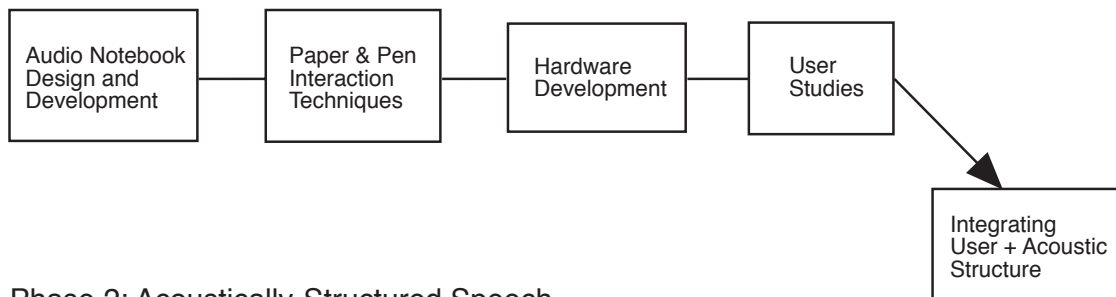 Audio Notebook
Design and
Development
Paper & Pen
Interaction
Techniques
Hardware
Development
User
Studies
Integrating
User + Acoustic
Structure
Phase 2: Acoustically Structured Speech